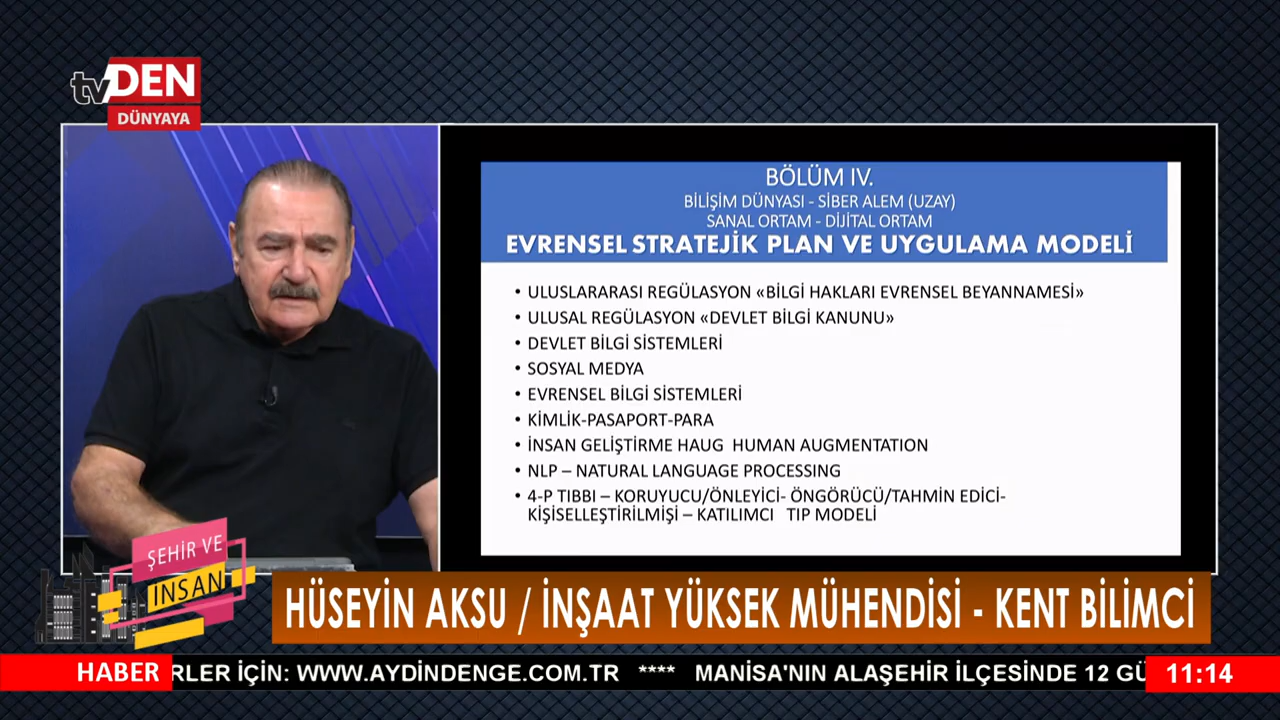 tvDEN
DÜNYAYA
BÖLÜM IV.
BİLİŞİM DÜNYASI - SİBER ALEM (UZAY)
SANAL ORTAM - DİJİTAL ORTAM
EVRENSEL STRATEJİK PLAN VE UYGULAMA MODELİ
• ULUSLARARASI REGÜLASYON «BİLGİ HAKLARI EVRENSEL BEYANNAMESİ»
• ULUSAL REGÜLASYON «DEVLET BİLGİ KANUNU»
• DEVLET BİLGİ SİSTEMLERİ
• SOSYAL MEDYA
• EVRENSEL BİLGİ SİSTEMLERİ
• KİMLİK-PASAPORT-PARA
• İNSAN GELİŞTİRME HAUG HUMAN AUGMENTATION
• NLP – NATURAL LANGUAGE PROCESSING
• 4-P TIBBI – KORUYUCU/ÖNLEYİCİ- ÖNGÖRÜCÜ/TAHMİN EDİCİ-
KİŞİSELLEŞTİRİLMİŞİ – KATILIMCI TIP MODELİ
ŞEHİR VE
INSAN
HÜSEYİN AKSU / İNŞAAT YÜKSEK MÜHENDİSİ - KENT BİLİMCİ
HABER RLER İÇİN: WWW.AYDINDENGE.COM.TR **** MANİSA'NIN ALAŞEHİR İLÇESİNDE 12 GÜ 11:14